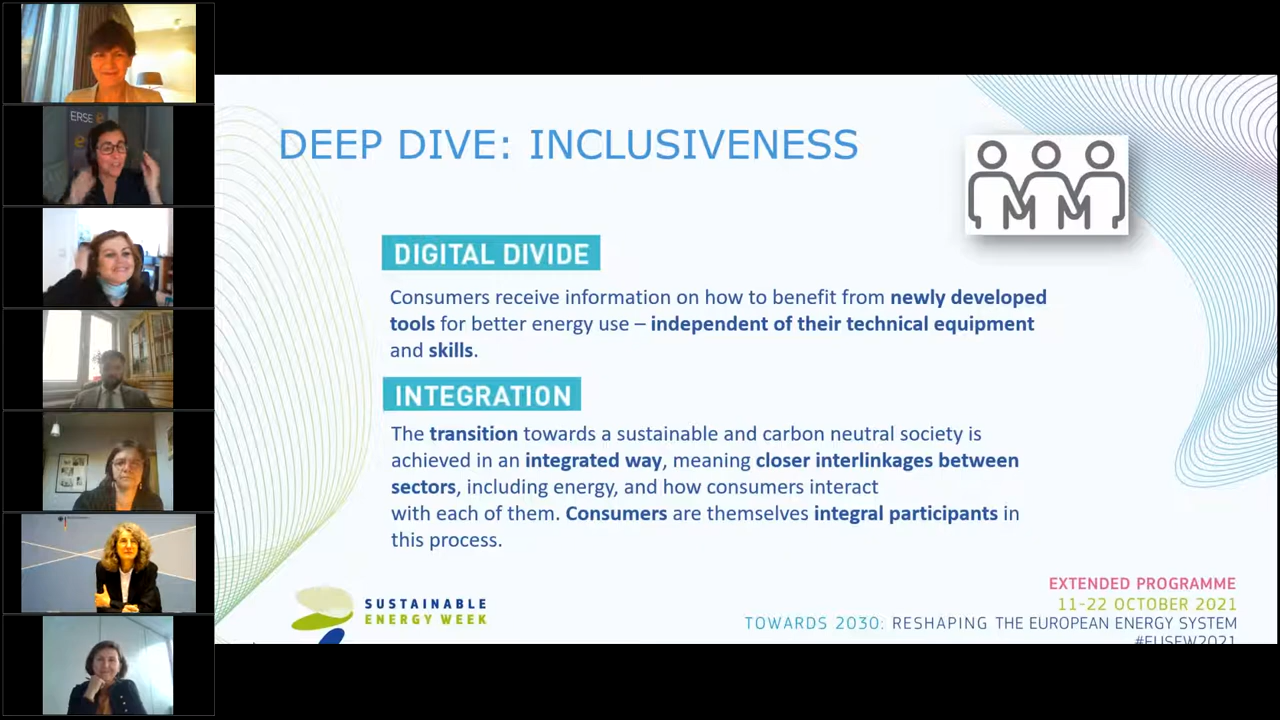 ERSE
DEEP DIVE: INCLUSIVENESS
DIGITAL DIVIDE
Consumers receive information on how to benefit from newly developed
tools for better energy use – independent of their technical equipment
and skills.
INTEGRATION
The transition towards a sustainable and carbon neutral society is
achieved in an integrated way, meaning closer interlinkages between
sectors, including energy, and how consumers interact
with each of them. Consumers are themselves integral participants in
this process.
SUSTAINABLE
ENERGY WEEK
EXTENDED PROGRAMME
11-22 OCTOBER 2021
TOWARDS 2030: RESHAPING THE EUROPEAN ENERGY SYSTEM
#EUSEW2021